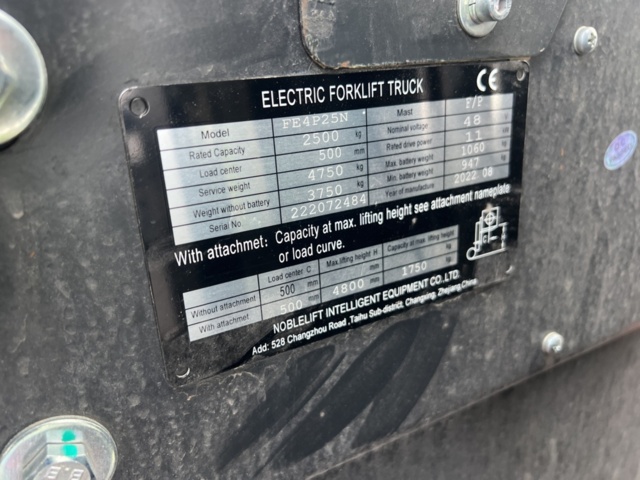 ELECTRIC FORKLIFT TRUCK CE
Model FE4P25N Mast F/P
Rated Capacity 2500 kg Nominal voltage 48
Load center 500 mm Rated drive power 11 kw
Service weight 4750 kg Max. battery weight 1060
Weight without battery 3750 kg Min. battery weight 947
Serial No. 222072484 Year of manufacture 2022 08
With attachmet: Capacity at max. lifting height see attachment nameplate
or load curve.
Load center C Max.lifting height H Capacity at max. lifting height
Without attachment 500 mm mm kg
With attachmet 500 4800 1750
NOBLELIFT INTELLIGENT EQUIPMENT CO.,LTD.
Add: 528 Changzhou Road ,Taihu Sub-district, Changxing, Zhejiang,China
8.8